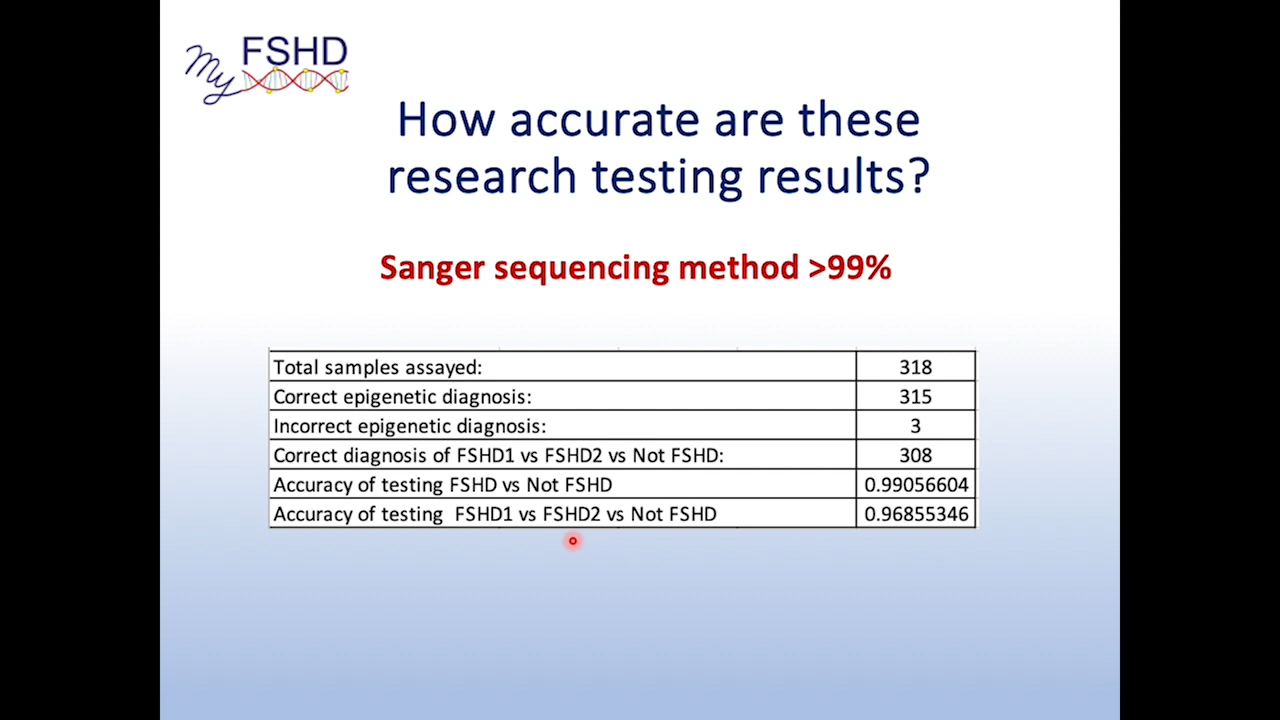 My FSHD
How accurate are these
research testing results?
Sanger sequencing method >99%
Total samples assayed: 318
Correct epigenetic diagnosis: 315
Incorrect epigenetic diagnosis: 3
Correct diagnosis of FSHD1 vs FSHD2 vs Not FSHD: 308
Accuracy of testing FSHD vs Not FSHD 0.99056604
Accuracy of testing FSHD1 vs FSHD2 vs Not FSHD 0.96855346